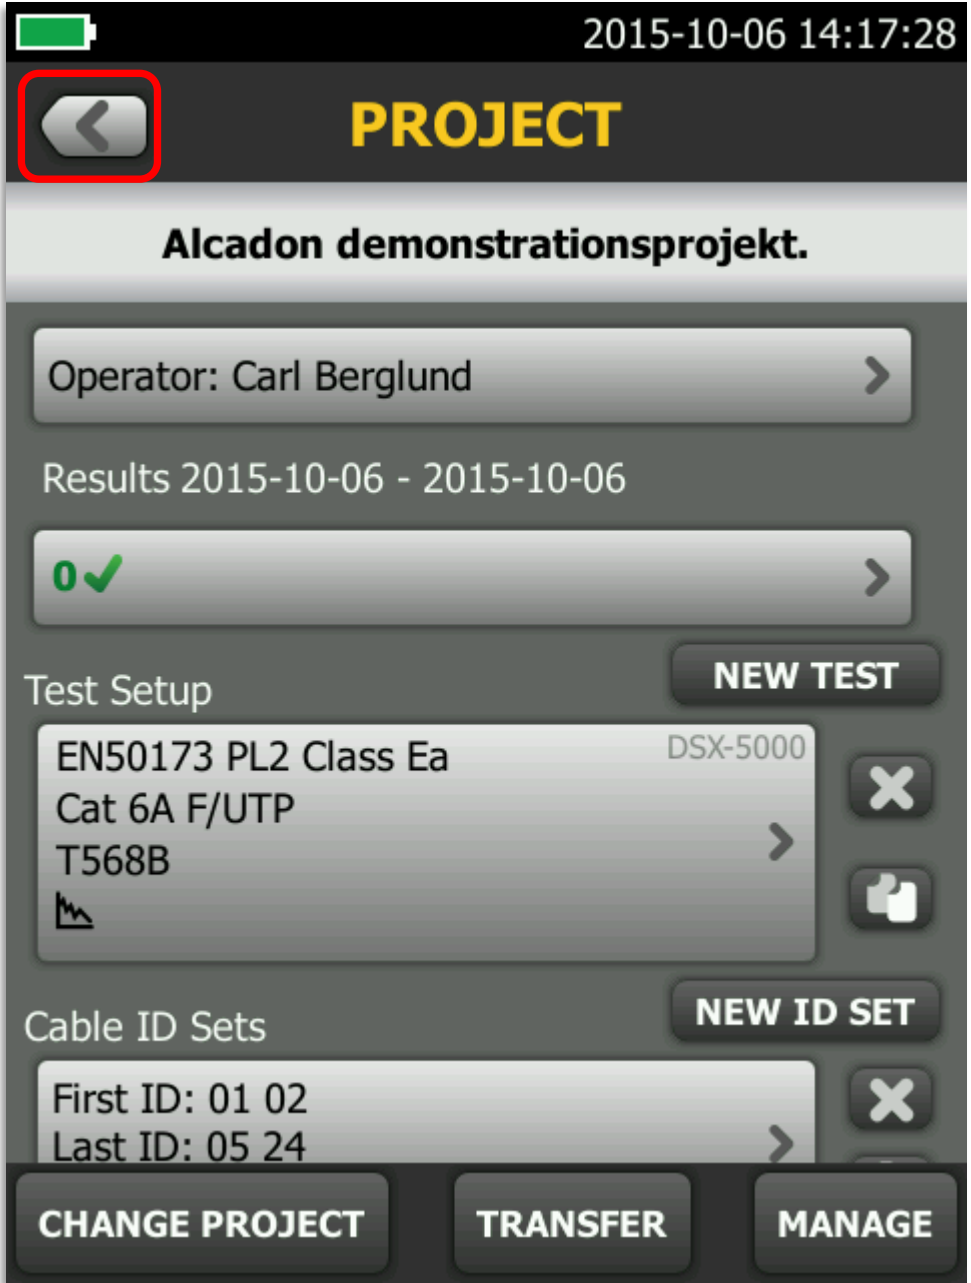 2015-10-06 14:17:28
PROJECT
Alcadon demonstrationsprojekt.
Operator: Carl Berglund
Results 2015-10-06 - 2015-10-06
0
NEW TEST
Test Setup
EN50173 PL2 Class Ea
DSX-5000
Cat 6A F/UTP
T568B
NEW ID SET
Cable ID Sets
First ID: 01 02
Last ID: 05 24
CHANGE PROJECT
TRANSFER
MANAGE